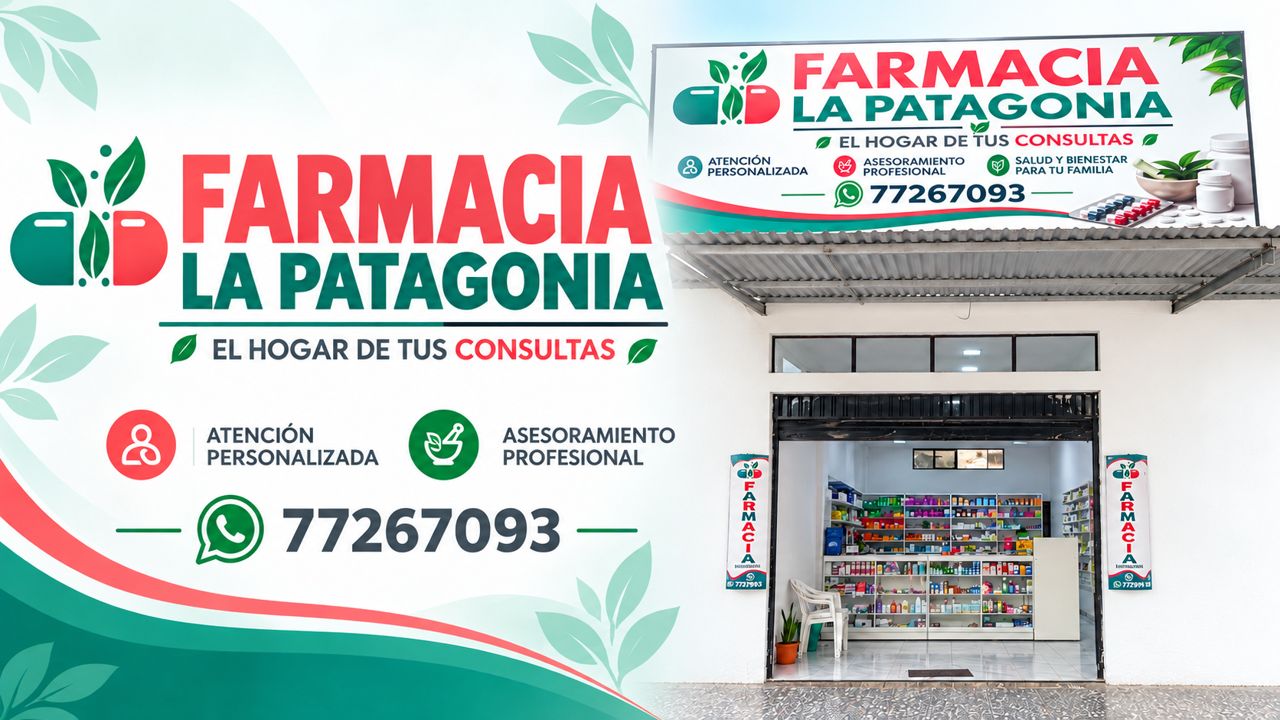 FARMACIA
LA PATAGONIA
EL HOGAR DE TUS CONSULTAS
ATENCIÓN
PERSONALIZADA
ASESORAMIENTO
PROFESIONAL
77267093
FARMACIA
LA PATAGONIA
EL HOGAR DE TUS CONSULTAS
ATENCIÓN
PERSONALIZADA
ASESORAMIENTO
PROFESIONAL
SALUD Y BIENESTAR
PARA TU FAMILIA
77267093
FARMACIA
FARMACIA